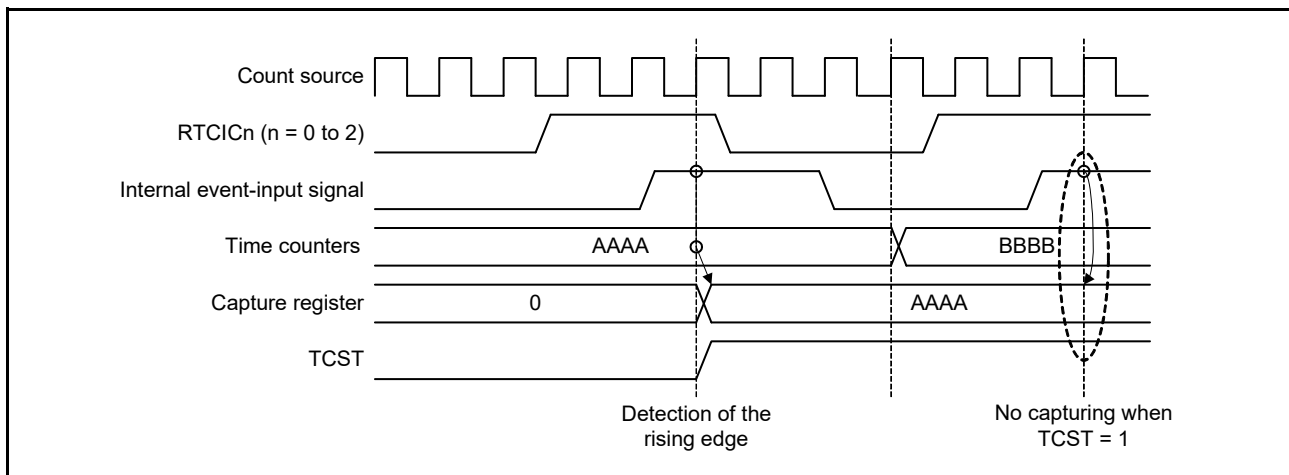 Count source
RTCICn (n = 0 to 2)
Internal event-input signal
Time counters
AAAA
BBBB
Capture register
0
AAAA
TCST
Detection of the
rising edge
No capturing when
TCST = 1